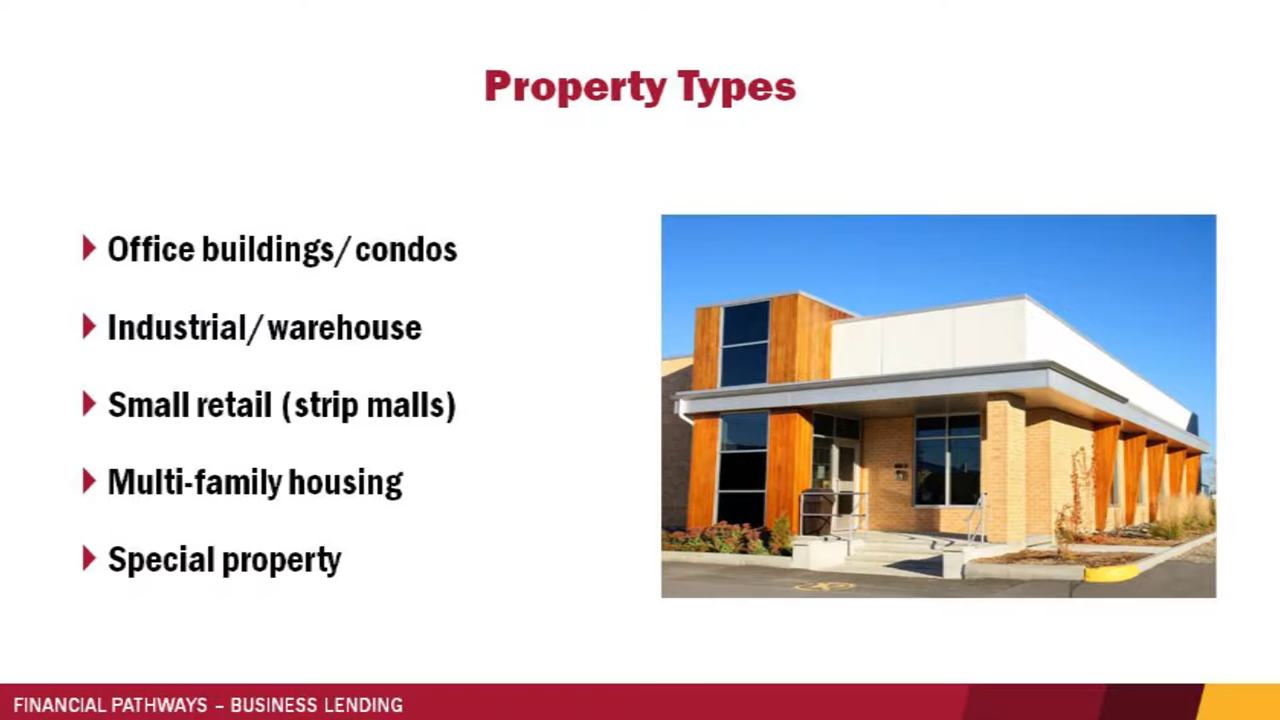 Property Types
Office buildings/condos
Industrial/warehouse
Small retail (strip malls)
Multi-family housing
Special property
FINANCIAL PATHWAYS – BUSINESS LENDING